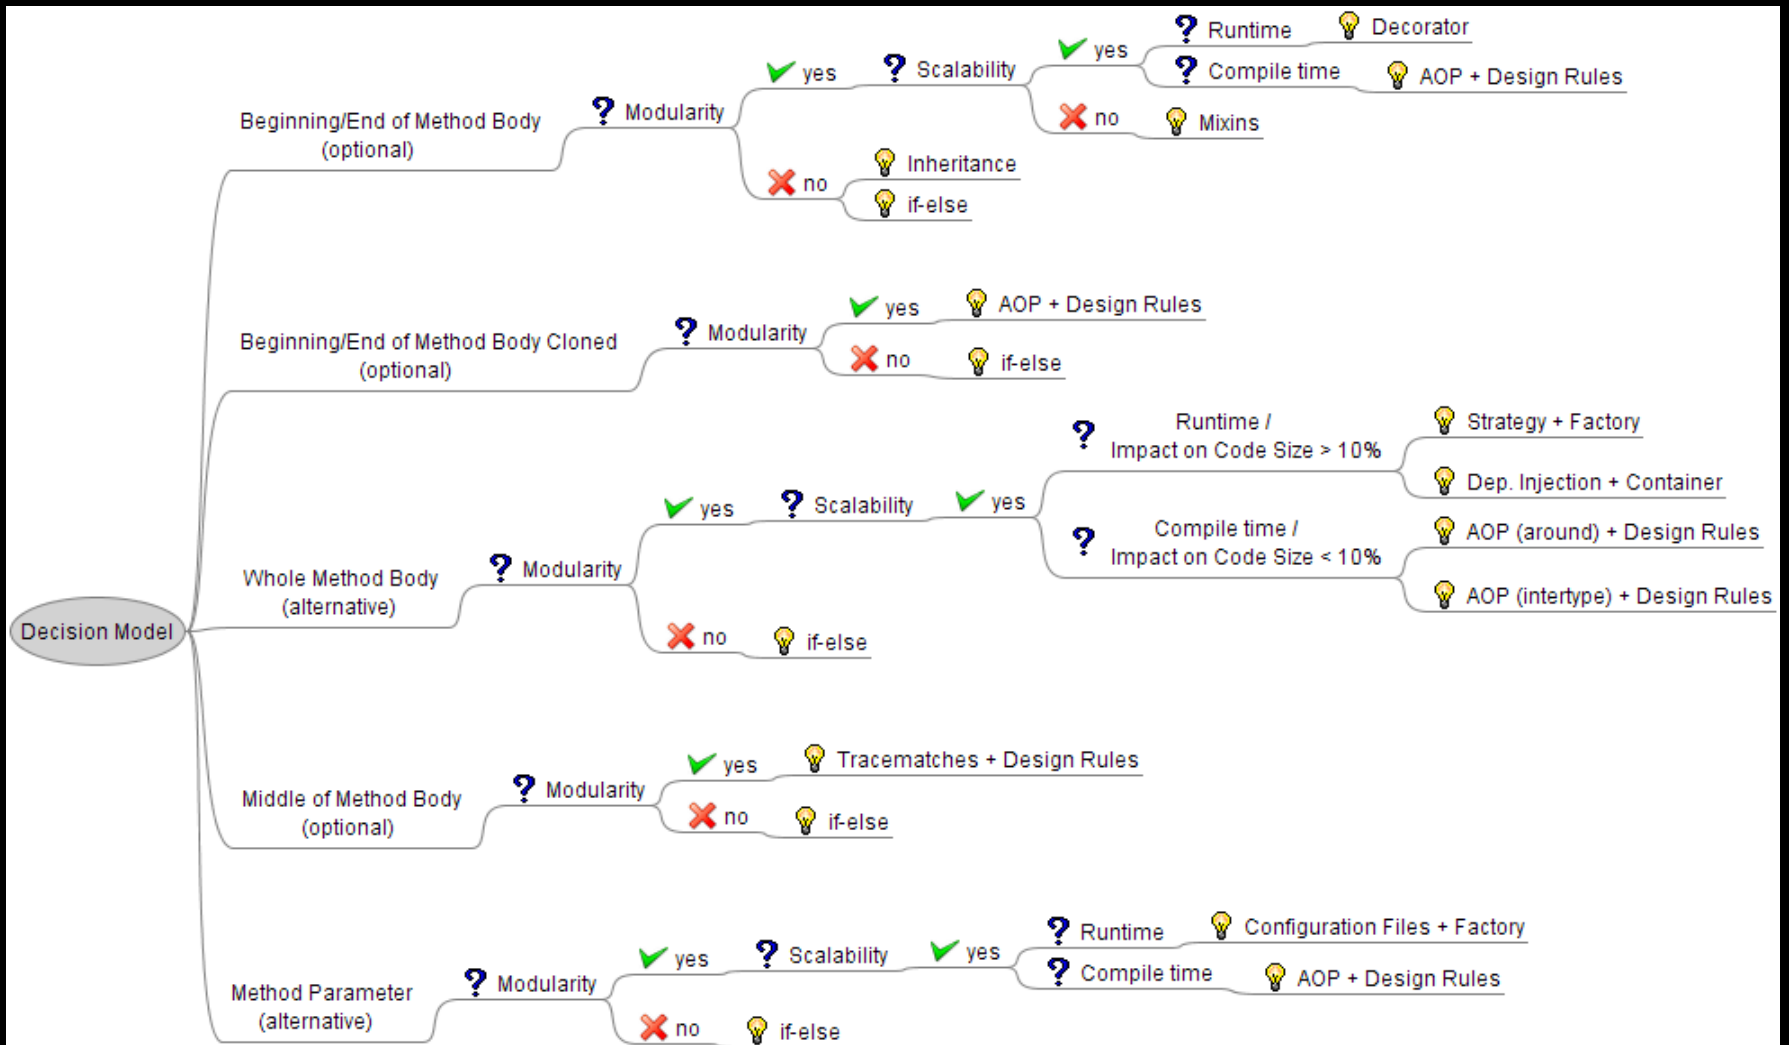 Decision Model
Beginning/End of Method Body
(optional)
? Modularity
yes
? Scalability
yes
? Runtime
Decorator
? Compile time
AOP + Design Rules
no
Mixins
no
Inheritance
if-else
Beginning/End of Method Body Cloned
(optional)
? Modularity
yes
AOP + Design Rules
no
if-else
Whole Method Body
(alternative)
? Modularity
yes
? Scalability
yes
? Runtime /
Impact on Code Size > 10%
Strategy + Factory
Dep. Injection + Container
? Compile time /
Impact on Code Size < 10%
AOP (around) + Design Rules
AOP (intertype) + Design Rules
no
if-else
Middle of Method Body
(optional)
? Modularity
yes
Tracematches + Design Rules
no
if-else
Method Parameter
(alternative)
? Modularity
yes
? Scalability
yes
? Runtime
Configuration Files + Factory
? Compile time
AOP + Design Rules
no
if-else